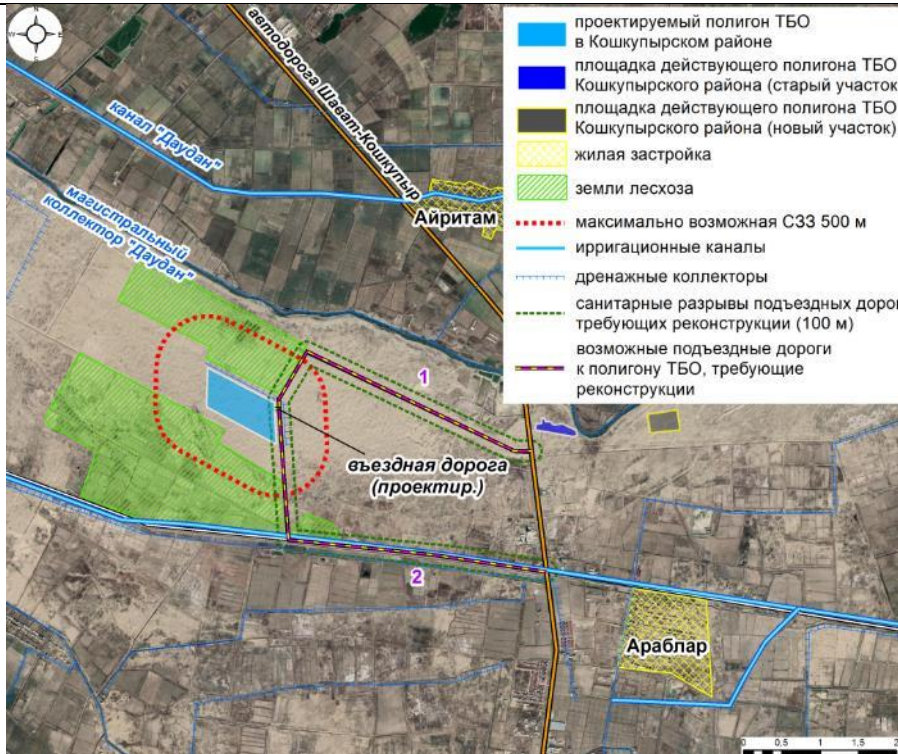 N
W
E
S
автодорога Шават-Кошкупыр
канал "Даудан"
магистральный
коллектор "Даудан"
Айритам
1
въездная дорога
(проектир.)
2
Араблар
проектируемый полигон ТБО
в Кошкупырском районе
площадка действующего полигона ТБО
Кошкупырского района (старый участок
площадка действующего полигона ТБО
Кошкупырского района (новый участок)
жилая застройка
земли лесхоза
максимально возможная СЗЗ 500 м
ирригационные каналы
дренажные коллекторы
санитарные разрывы подъездных дорог
требующих реконструкции (100 м)
возможные подъездные дороги
к полигону ТБО, требующие
реконструкции
0 0,5 1 1,5 2